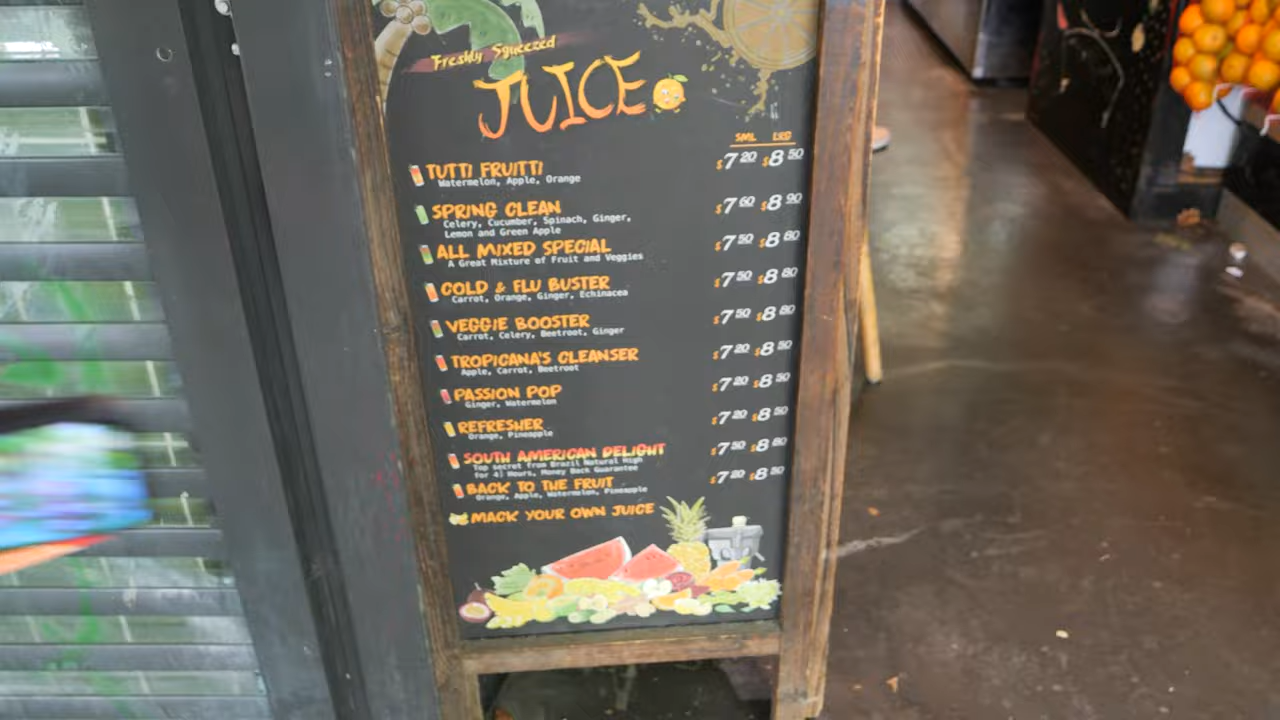 Freshly Squeezed
JUICE
SML LRG
TUTTI FRUITTI $7 20 $8 50
Watermelon, Apple, Orange
SPRING CLEAN $7 60 $8 90
Celery, Cucumber, Spinach, Ginger,
Lemon and Green Apple
ALL MIXED SPECIAL $7 50 $8 80
A Great Mixture of Fruit and Veggies
COLD & FLU BUSTER $7 50 $8 80
Carrot, Orange, Ginger, Echinacea
VEGGIE BOOSTER $7 50 $8 80
Carrot, Celery, Beetroot, Ginger
TROPICANA'S CLEANSER $7 20 $8 50
Apple, Carrot, Beetroot
PASSION POP $7 20 $8 50
Ginger, Watermelon
REFRESHER $7 20 $8 50
Orange, Pineapple
SOUTH AMERICAN DELIGHT $7 50 $8 80
Top secret from Brazil Natural High
For 4½ Hours, Money Back Guarantee
BACK TO THE FRUIT $7 20 $8 50
Orange, Apple, Watermelon, Pineapple
MACK YOUR OWN JUICE